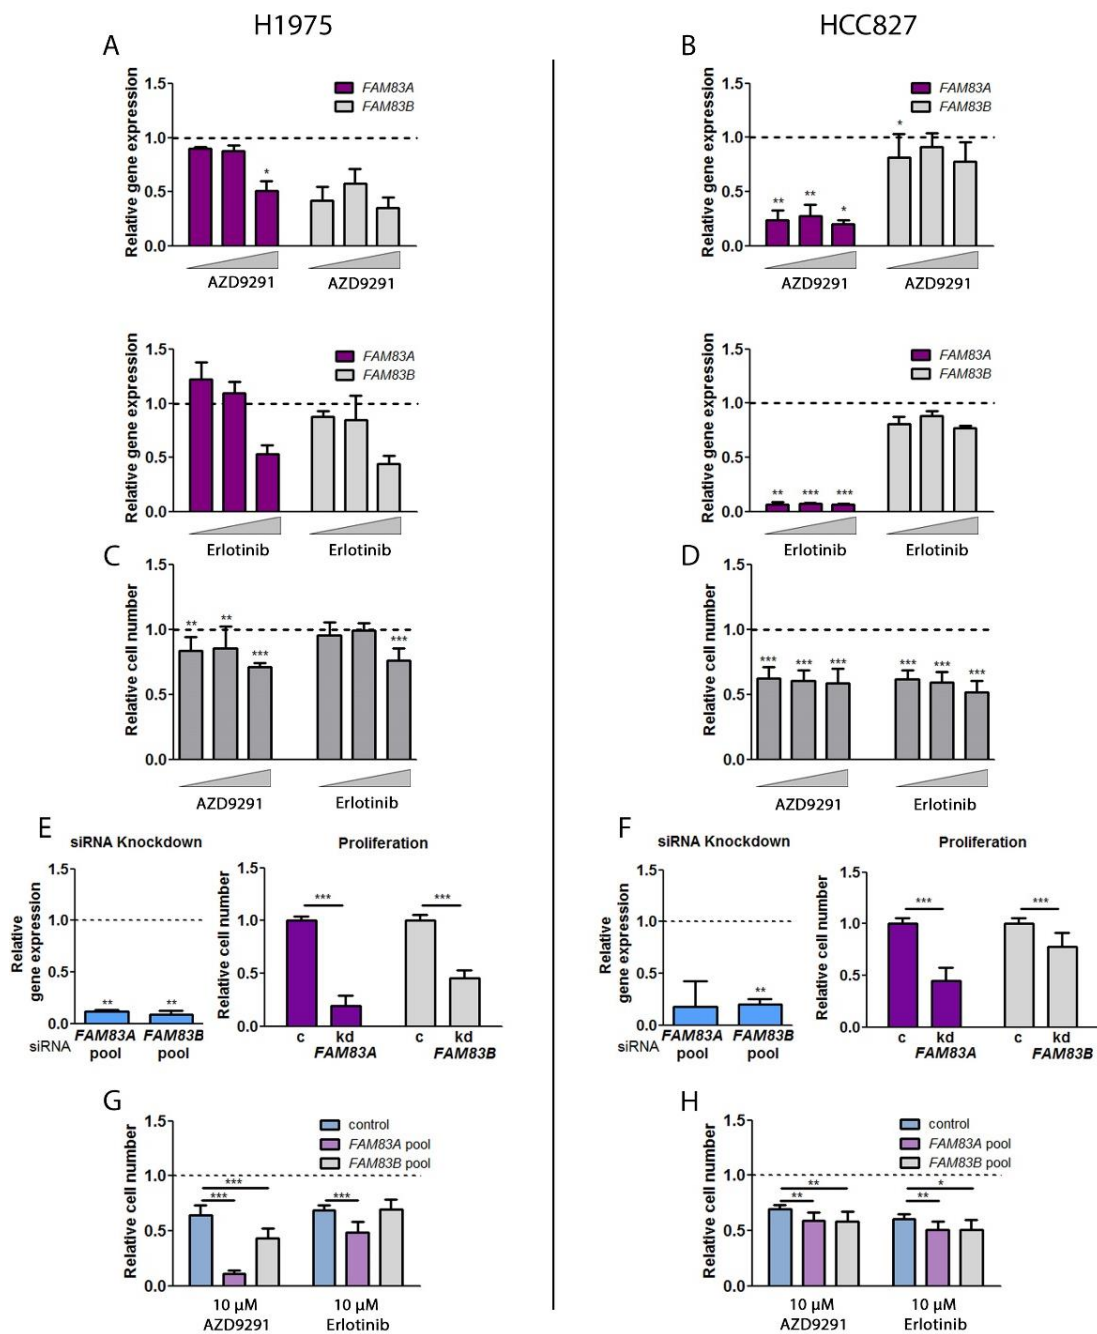 H1975
HCC827
A
Relative gene expression
1.5
1.0
0.5
0.0
FAM83A
FAM83B
*
AZD9291
AZD9291
B
Relative gene expression
1.5
1.0
0.5
0.0
FAM83A
FAM83B
** ** * *
AZD9291
AZD9291
Relative gene expression
1.5
1.0
0.5
0.0
FAM83A
FAM83B
Erlotinib
Erlotinib
Relative gene expression
1.5
1.0
0.5
0.0
FAM83A
FAM83B
** *** ***
Erlotinib
Erlotinib
C
Relative cell number
1.5
1.0
0.5
0.0
** ** *** ***
AZD9291
Erlotinib
D
Relative cell number
1.5
1.0
0.5
0.0
*** *** *** *** *** ***
AZD9291
Erlotinib
E
siRNA Knockdown
Relative
gene expression
1.5
1.0
0.5
0.0
** **
siRNA
FAM83A
pool
FAM83B
pool
Proliferation
Relative cell number
1.5
1.0
0.5
0.0
*** ***
c kd
FAM83A
c kd
FAM83B
F
siRNA Knockdown
Relative
gene expression
1.5
1.0
0.5
0.0
**
siRNA
FAM83A
pool
FAM83B
pool
Proliferation
Relative cell number
1.5
1.0
0.5
0.0
*** ***
c kd
FAM83A
c kd
FAM83B
G
Relative cell number
1.5
1.0
0.5
0.0
control
FAM83A pool
FAM83B pool
***
*** ***
10 µM
AZD9291
10 µM
Erlotinib
H
Relative cell number
1.5
1.0
0.5
0.0
control
FAM83A pool
FAM83B pool
** *
** **
10 µM
AZD9291
10 µM
Erlotinib